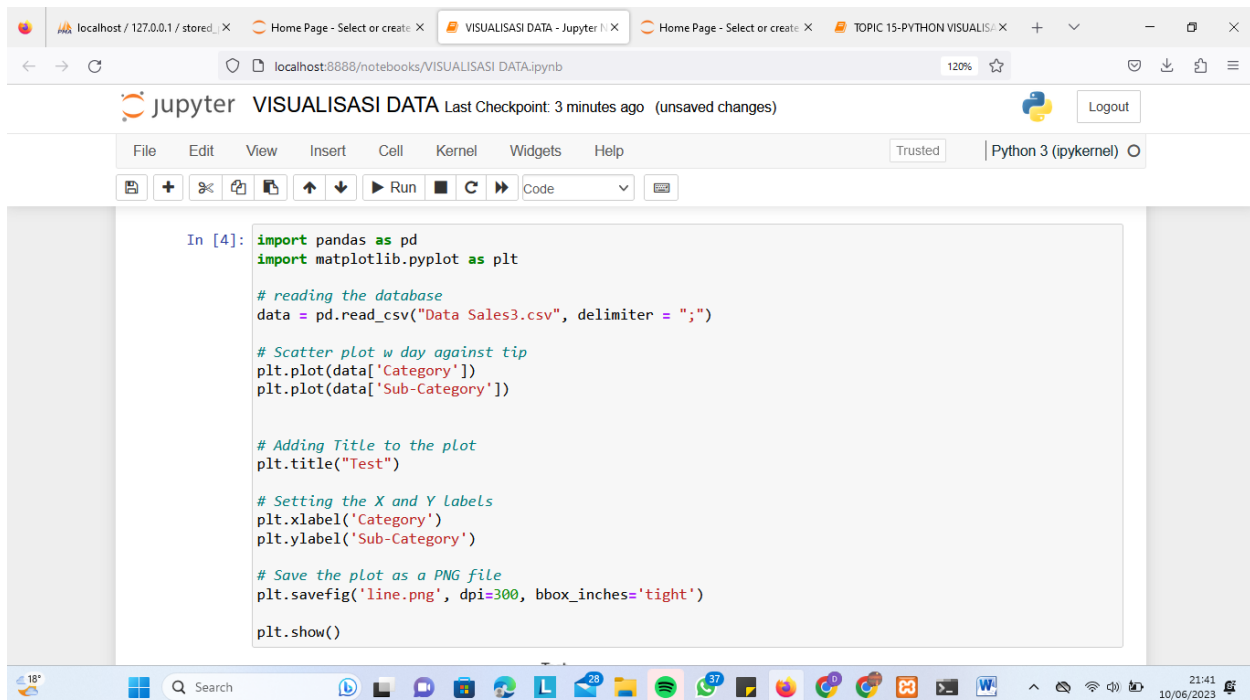 localhost / 127.0.0.1 / stored_
Home Page - Select or create
VISUALISASI DATA - Jupyter N
Home Page - Select or create
TOPIC 15-PYTHON VISUALISA
localhost:8888/notebooks/VISUALISASI DATA.ipynb
120%
jupyter VISUALISASI DATA Last Checkpoint: 3 minutes ago (unsaved changes)
Logout
File Edit View Insert Cell Kernel Widgets Help
Trusted
Python 3 (ipykernel)
Run
Code
In [4]: import pandas as pd
import matplotlib.pyplot as plt
# reading the database
data = pd.read_csv("Data Sales3.csv", delimiter = ";")
# Scatter plot w day against tip
plt.plot(data['Category'])
plt.plot(data['Sub-Category'])
# Adding Title to the plot
plt.title("Test")
# Setting the X and Y labels
plt.xlabel('Category')
plt.ylabel('Sub-Category')
# Save the plot as a PNG file
plt.savefig('line.png', dpi=300, bbox_inches='tight')
plt.show()
18°
Search
28
37
21:41
10/06/2023